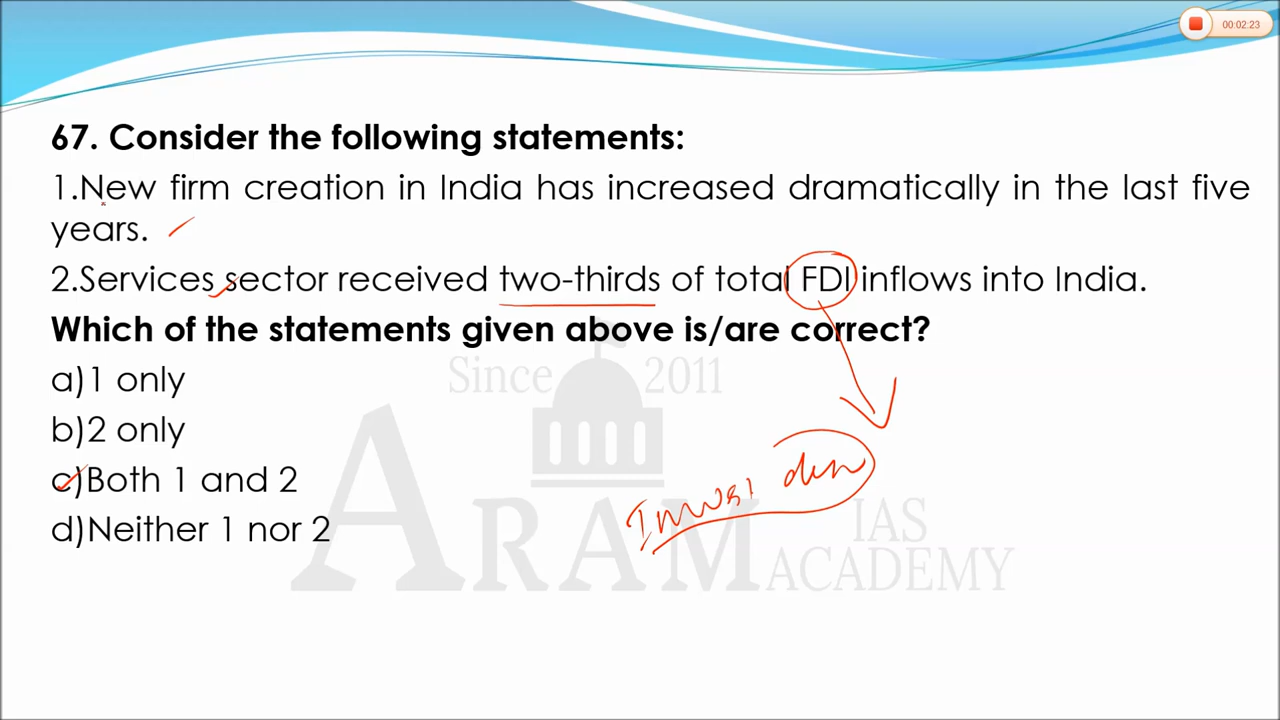 00:02:23
67. Consider the following statements:
1.New firm creation in India has increased dramatically in the last five
years.
2.Services sector received two-thirds of total FDI inflows into India.
Which of the statements given above is/are correct?
Since 2011
a)1 only
b)2 only
c)Both 1 and 2
d)Neither 1 nor 2
ARAM IAS
ACADEMY